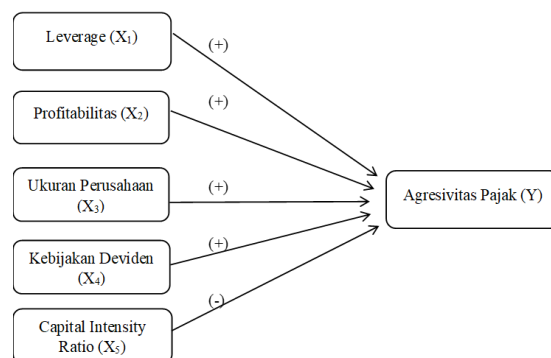 Leverage (X₁)
(+)
Profitabilitas (X₂)
(+)
Ukuran Perusahaan
(X₃)
(+)
Agresivitas Pajak (Y)
Kebijakan Deviden
(X₄)
(+)
Capital Intensity
Ratio (X₅)
(-)